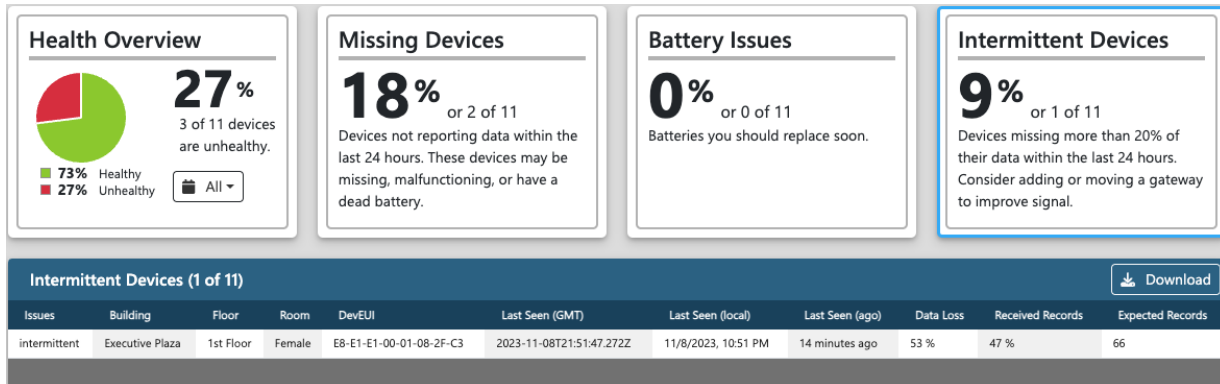 Health Overview
27 %
3 of 11 devices
are unhealthy.
73% Healthy
27% Unhealthy
All
Missing Devices
18 % or 2 of 11
Devices not reporting data within the
last 24 hours. These devices may be
missing, malfunctioning, or have a
dead battery.
Battery Issues
0 % or 0 of 11
Batteries you should replace soon.
Intermittent Devices
9 % or 1 of 11
Devices missing more than 20% of
their data within the last 24 hours.
Consider adding or moving a gateway
to improve signal.
Intermittent Devices (1 of 11) Download
Issues Building Floor Room DevEUI Last Seen (GMT) Last Seen (local) Last Seen (ago) Data Loss Received Records Expected Records
intermittent Executive Plaza 1st Floor Female E8-E1-E1-00-01-08-2F-C3 2023-11-08T21:51:47.272Z 11/8/2023, 10:51 PM 14 minutes ago 53 % 47 % 66